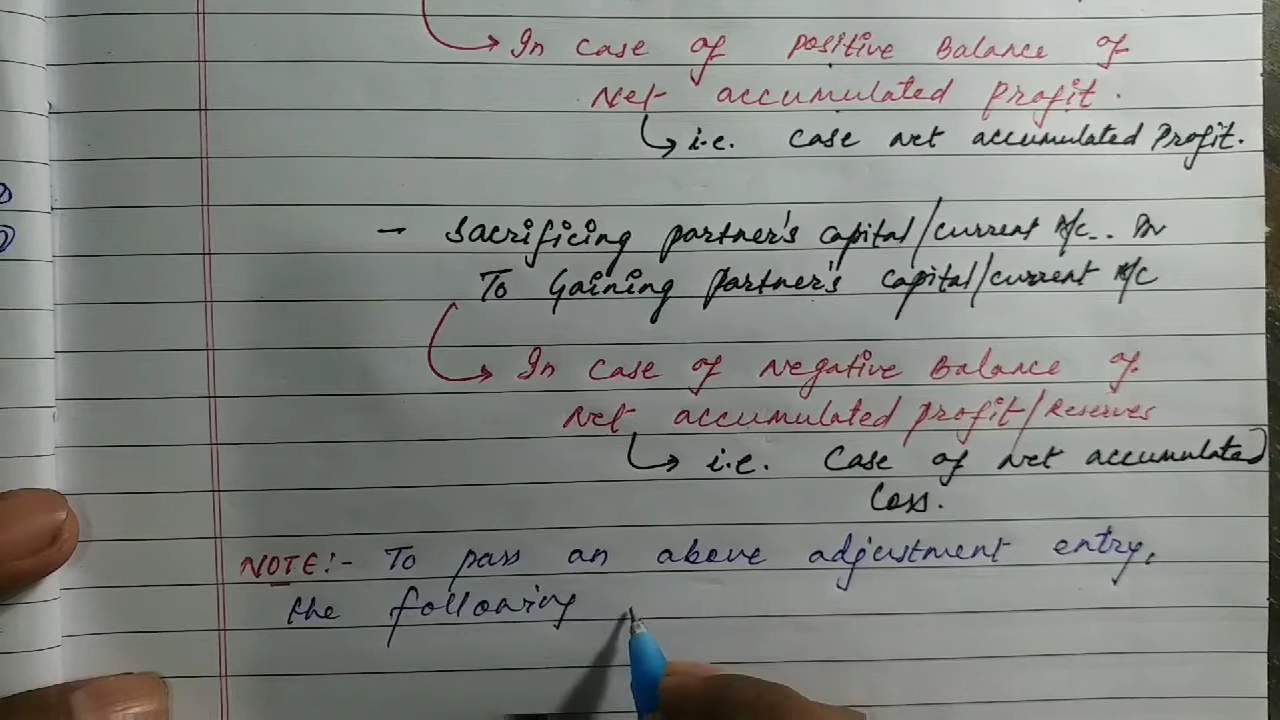 In case of positive Balance of
Net accumulated profit.
i.e. case net accumulated Profit.
- Sacrificing partner's capital/current A/c.. Dr
To Gaining partner's capital/current A/c
In case of Negative Balance of
Net accumulated profit/Reserves
i.e. case of net accumulated
Loss.
NOTE:- To pass an above adjustment entry,
the following